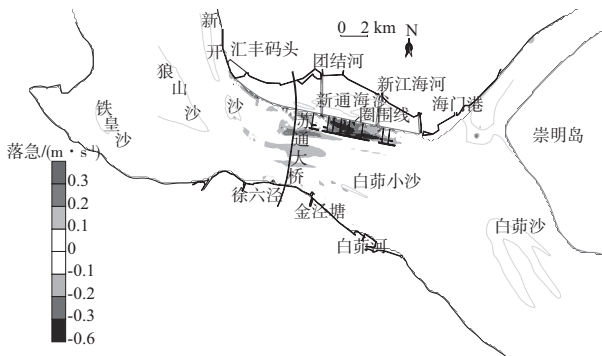 0 2 km
N
新开沙
汇丰码头
团结河
狼山沙
新江海河
新通海沙
海门港
圈围线
铁皇沙
崇明岛
苏通大桥
落急/(m·s⁻¹)
0.3
0.2
0.1
0
-0.1
-0.2
-0.3
-0.6
白茆小沙
徐六泾
金泾塘
白茆沙
白茆河